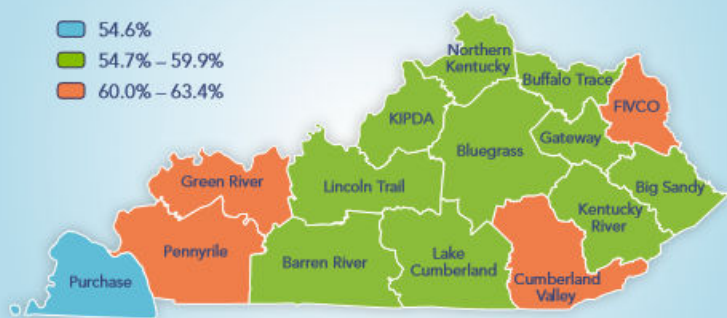 54.6%
54.7% – 59.9%
60.0% – 63.4%
Northern
Kentucky
Buffalo Trace
FIVCO
KIPDA
Gateway
Bluegrass
Green River
Lincoln Trail
Big Sandy
Kentucky
River
Pennyrile
Barren River
Lake
Cumberland
Cumberland
Valley
Purchase